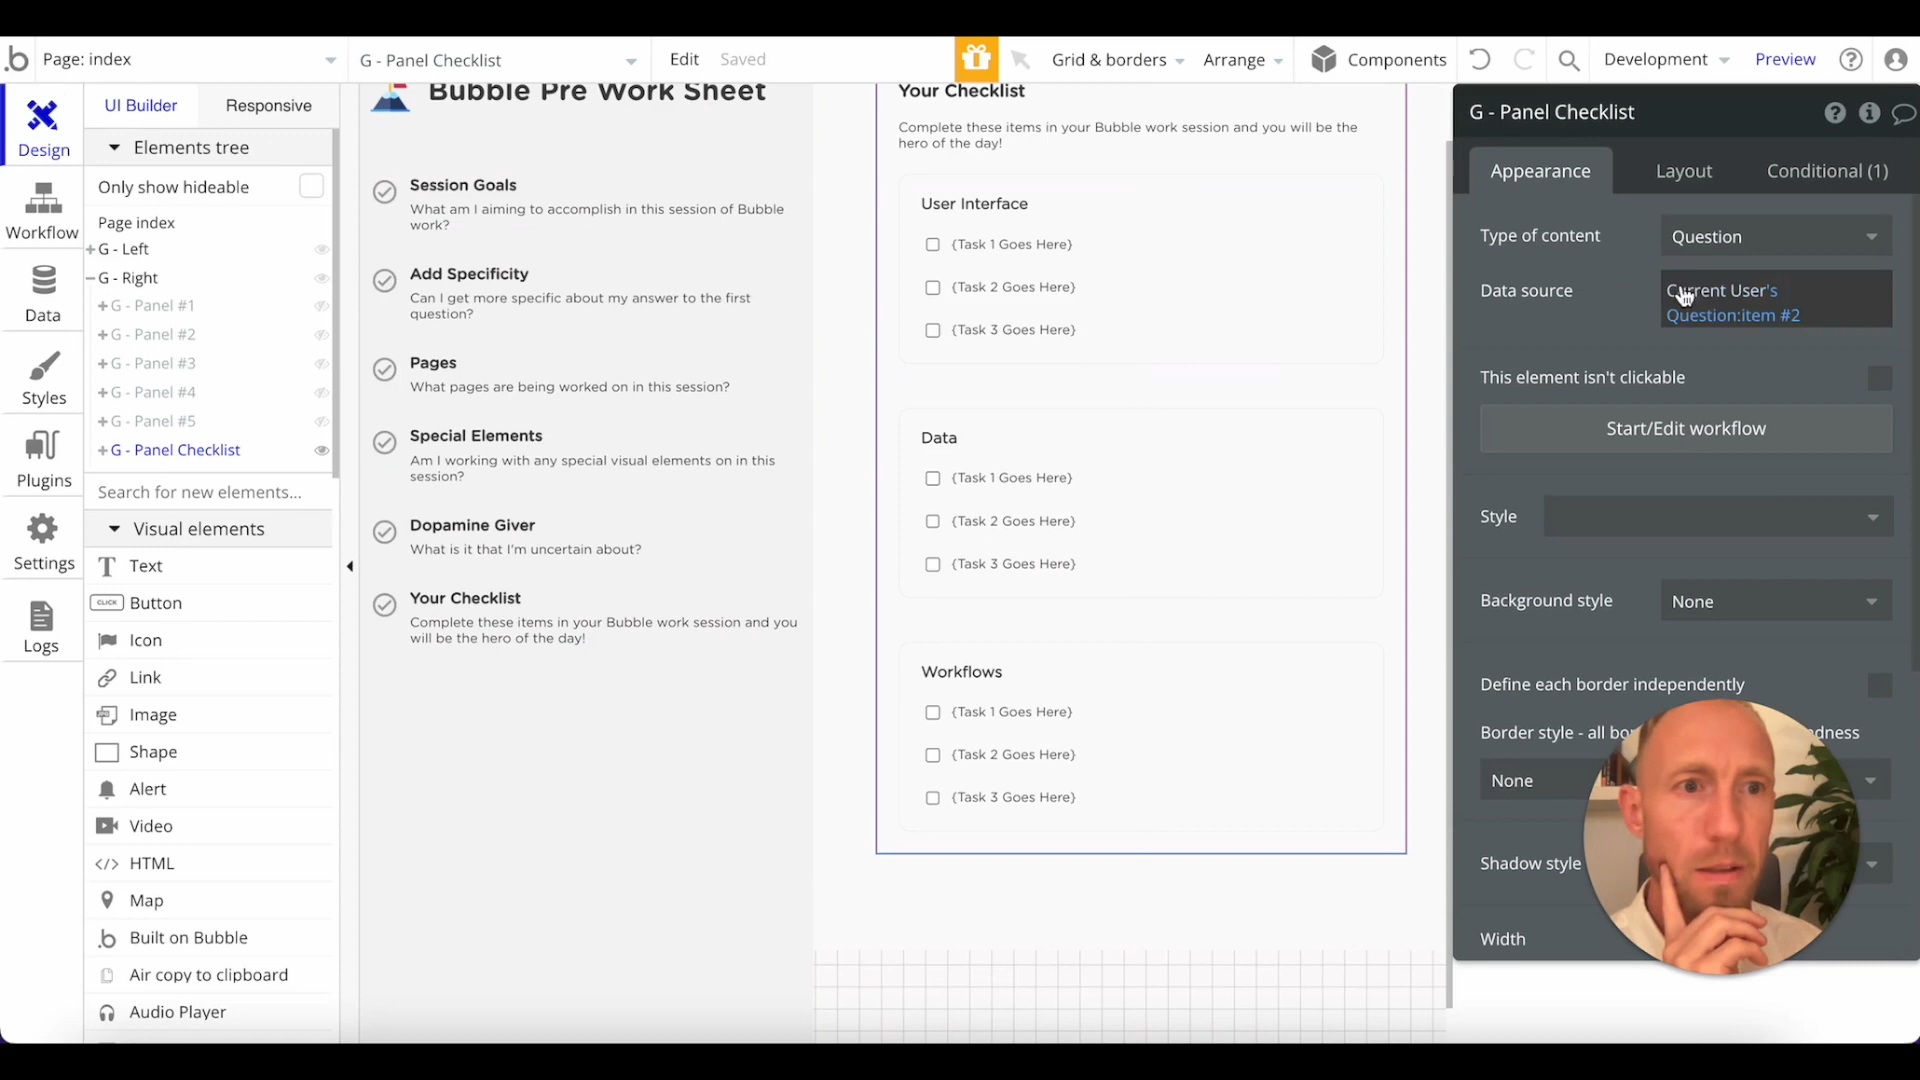 Page: index
G - Panel Checklist
Edit
Saved
Grid & borders
Arrange
Components
Development
Preview
Design
Workflow
Data
Styles
Plugins
Settings
Logs
UI Builder
Responsive
Elements tree
Only show hideable
Page index
G - Left
G - Right
G - Panel #1
G - Panel #2
G - Panel #3
G - Panel #4
G - Panel #5
G - Panel Checklist
Search for new elements...
Visual elements
Text
CLICK Button
Icon
Link
Image
Shape
Alert
Video
</> HTML
Map
Built on Bubble
Air copy to clipboard
Audio Player
Bubble Pre Work Sheet
Session Goals
What am I aiming to accomplish in this session of Bubble
work?
Add Specificity
Can I get more specific about my answer to the first
question?
Pages
What pages are being worked on in this session?
Special Elements
Am I working with any special visual elements on in this
session?
Dopamine Giver
What is it that I'm uncertain about?
Your Checklist
Complete these items in your Bubble work session and you
will be the hero of the day!
Your Checklist
Complete these items in your Bubble work session and you will be the
hero of the day!
User Interface
{Task 1 Goes Here}
{Task 2 Goes Here}
{Task 3 Goes Here}
Data
{Task 1 Goes Here}
{Task 2 Goes Here}
{Task 3 Goes Here}
Workflows
{Task 1 Goes Here}
{Task 2 Goes Here}
{Task 3 Goes Here}
G - Panel Checklist
Appearance
Layout
Conditional (1)
Type of content
Question
Data source
Current User's
Question:item #2
This element isn't clickable
Start/Edit workflow
Style
Background style
None
Define each border independently
Border style - all
None
Shadow style
Width